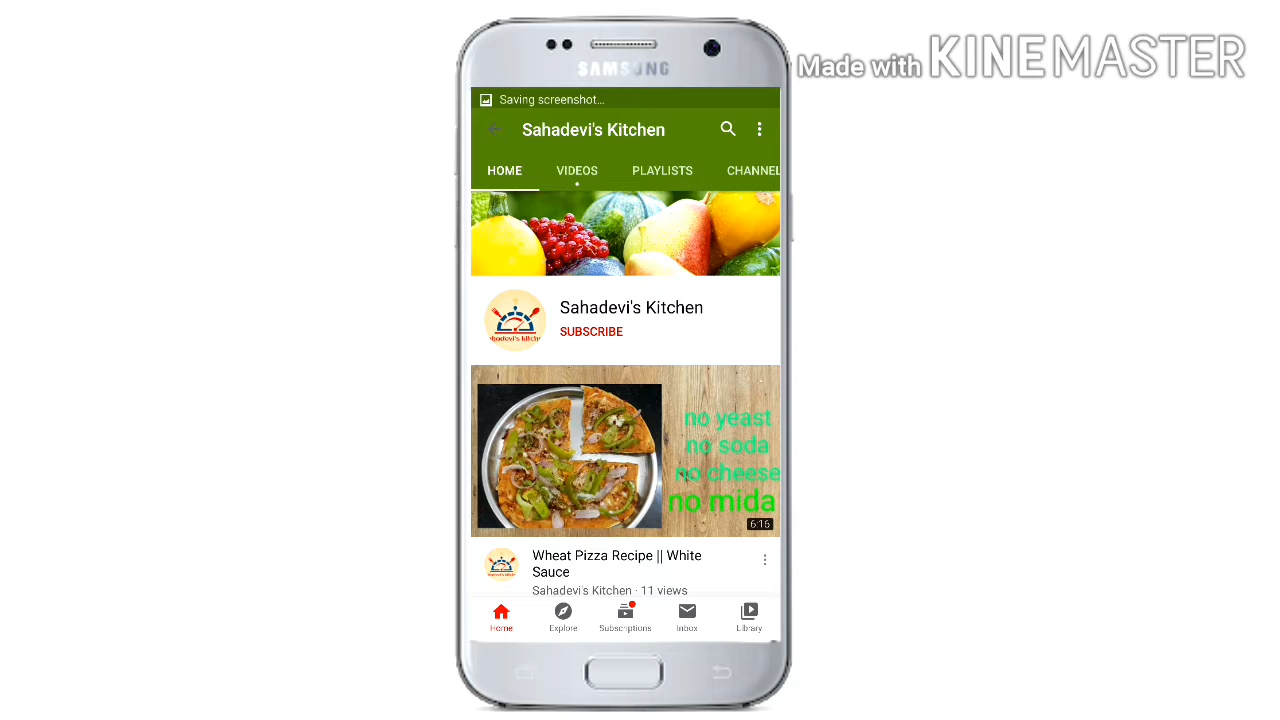 Made with KINEMASTER
SAMSUNG
Saving screenshot...
Sahadevi's Kitchen
HOME VIDEOS PLAYLISTS CHANNEL
Sahadevi's Kitchen
SUBSCRIBE
no yeast
no soda
no cheese
no mida
6:16
Wheat Pizza Recipe || White
Sauce
Sahadevi's Kitchen · 11 views
Home Explore Subscriptions Inbox Library